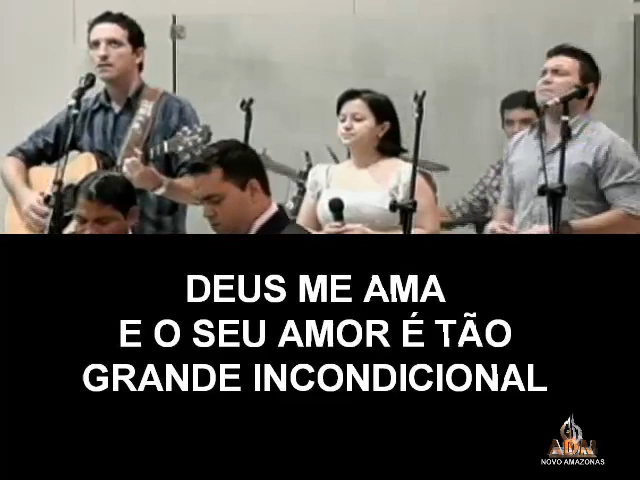 DEUS ME AMA
E O SEU AMOR É TÃO
GRANDE INCONDICIONAL
NOVO AMAZONAS